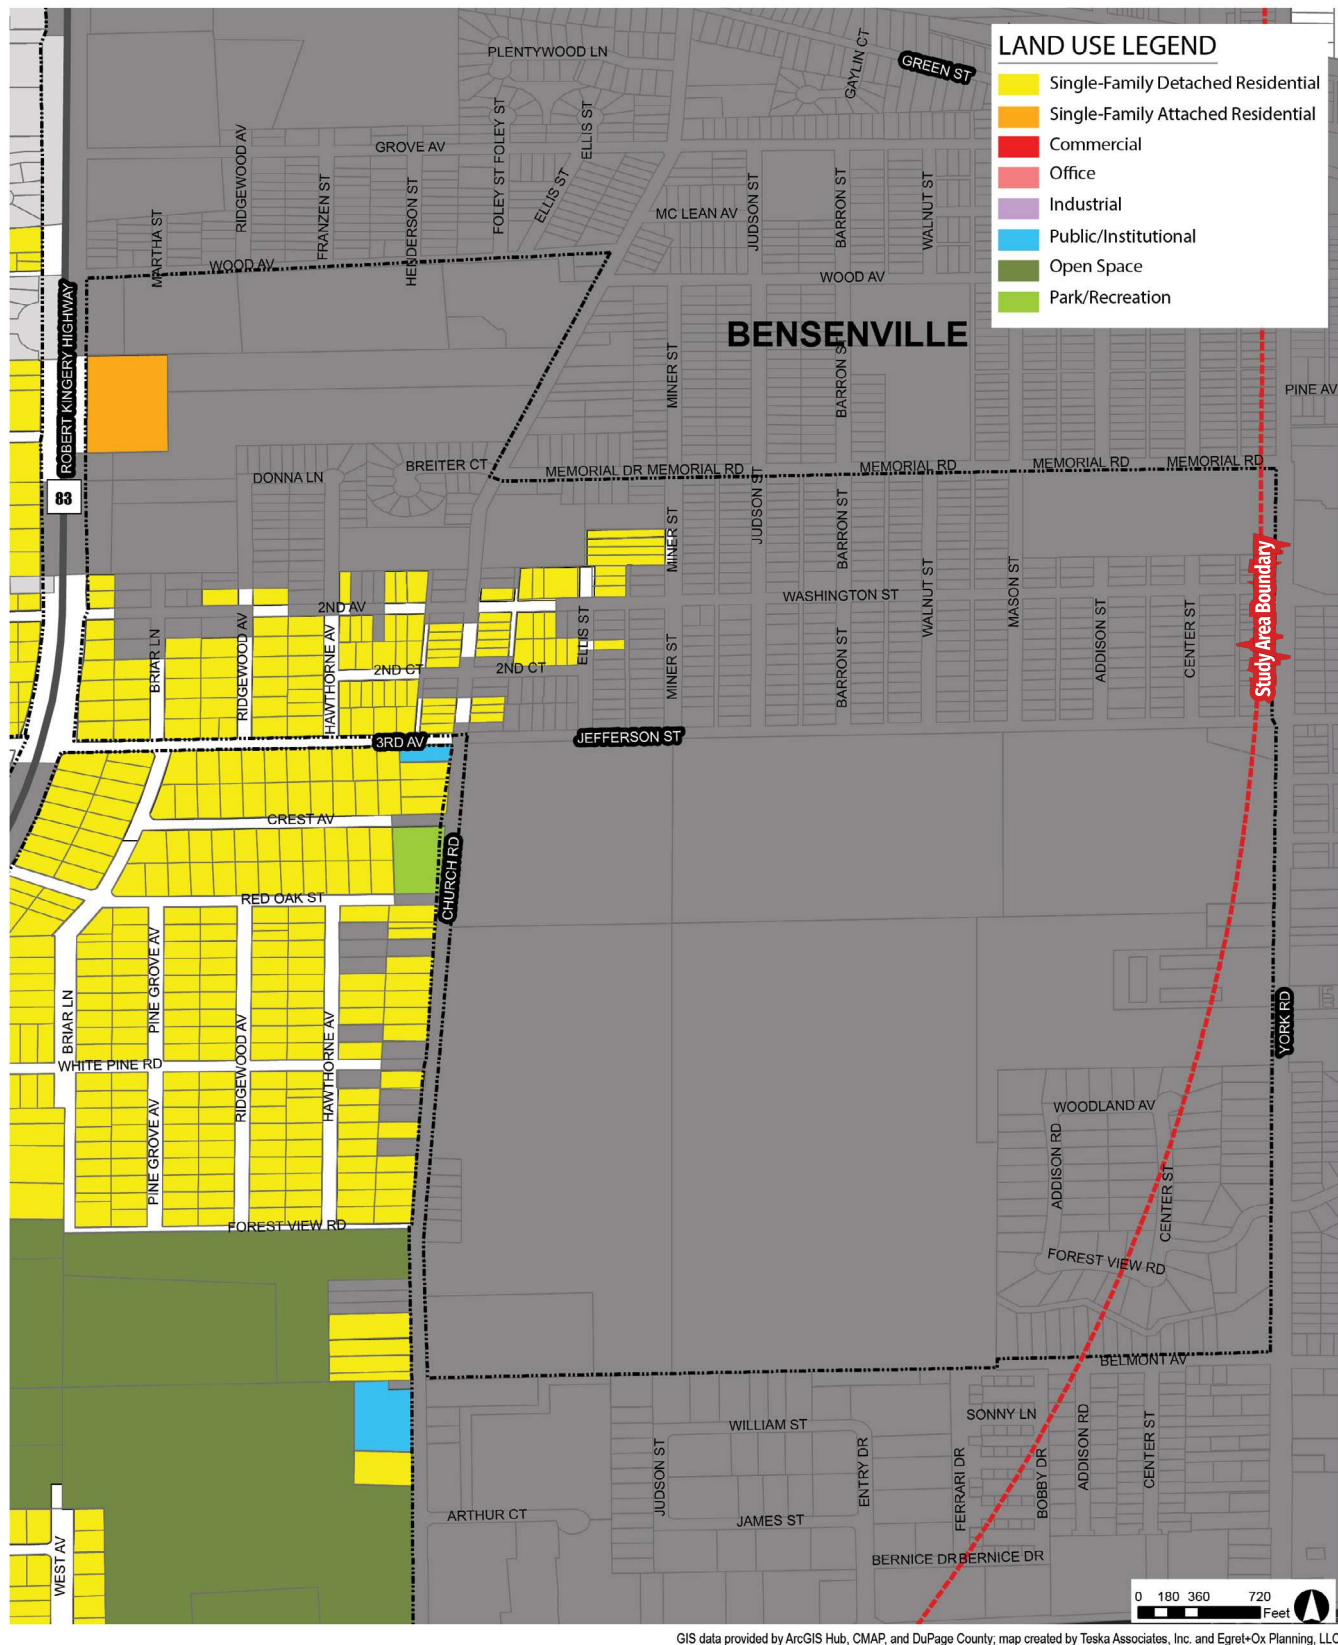 PLENTYWOOD LN
GAYLIN CT
GREEN ST
LAND USE LEGEND
Single-Family Detached Residential
Single-Family Attached Residential
Commercial
Office
Industrial
Public/Institutional
Open Space
Park/Recreation
RIDGEWOOD AV
FRANZEN ST
GROVE AV
HENDERSON ST
FOLEY ST FOLEY ST
ELLIS ST
ELLIS ST
MARTHA ST
WOOD AV
MC LEAN AV
JUDSON ST
BARRON ST
WALNUT ST
WOOD AV
BENSENVILLE
ROBERT KINGERY HIGHWAY
83
MINER ST
BARRON ST
PINE AV
DONNA LN
BREITER CT
MEMORIAL DR MEMORIAL RD
MEMORIAL RD
MEMORIAL RD
MEMORIAL RD
MINER ST
JUDSON ST
BARRON ST
WALNUT ST
MASON ST
Study Area Boundary
2ND AV
WASHINGTON ST
BRIAR LN
RIDGEWOOD AV
HAWTHORNE AV
2ND CT
2ND CT
ELLIS ST
MINER ST
BARRON ST
ADDISON ST
CENTER ST
3RD AV
JEFFERSON ST
CREST AV
CHURCH RD
RED OAK ST
BRIAR LN
PINE GROVE AV
RIDGEWOOD AV
HAWTHORNE AV
YORK RD
WHITE PINE RD
PINE GROVE AV
WOODLAND AV
ADDISON RD
CENTER ST
FOREST VIEW RD
FOREST VIEW RD
BELMONT AV
WILLIAM ST
SONNY LN
JUDSON ST
ENTRY DR
FERRARI DR
BOBBY DR
ADDISON RD
CENTER ST
ARTHUR CT
JAMES ST
BERNICE DR BERNICE DR
WEST AV
0 180 360 720
Feet
GIS data provided by ArcGIS Hub, CMAP, and DuPage County; map created by Teska Associates, Inc. and Egret+Ox Planning, LLC